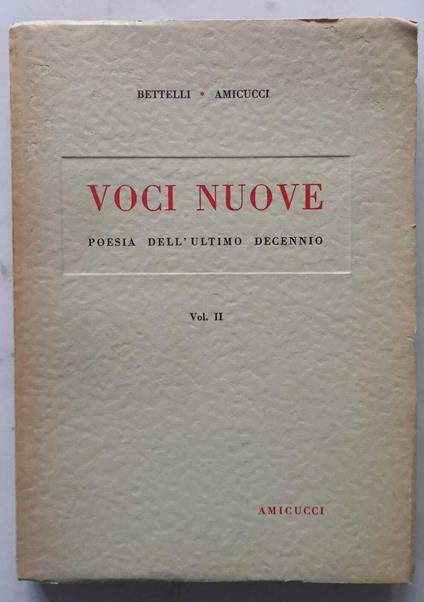 BETTELLI * AMICUCCI
VOCI NUOVE
POESIA DELL'ULTIMO DECENNIO
Vol. II
AMICUCCI